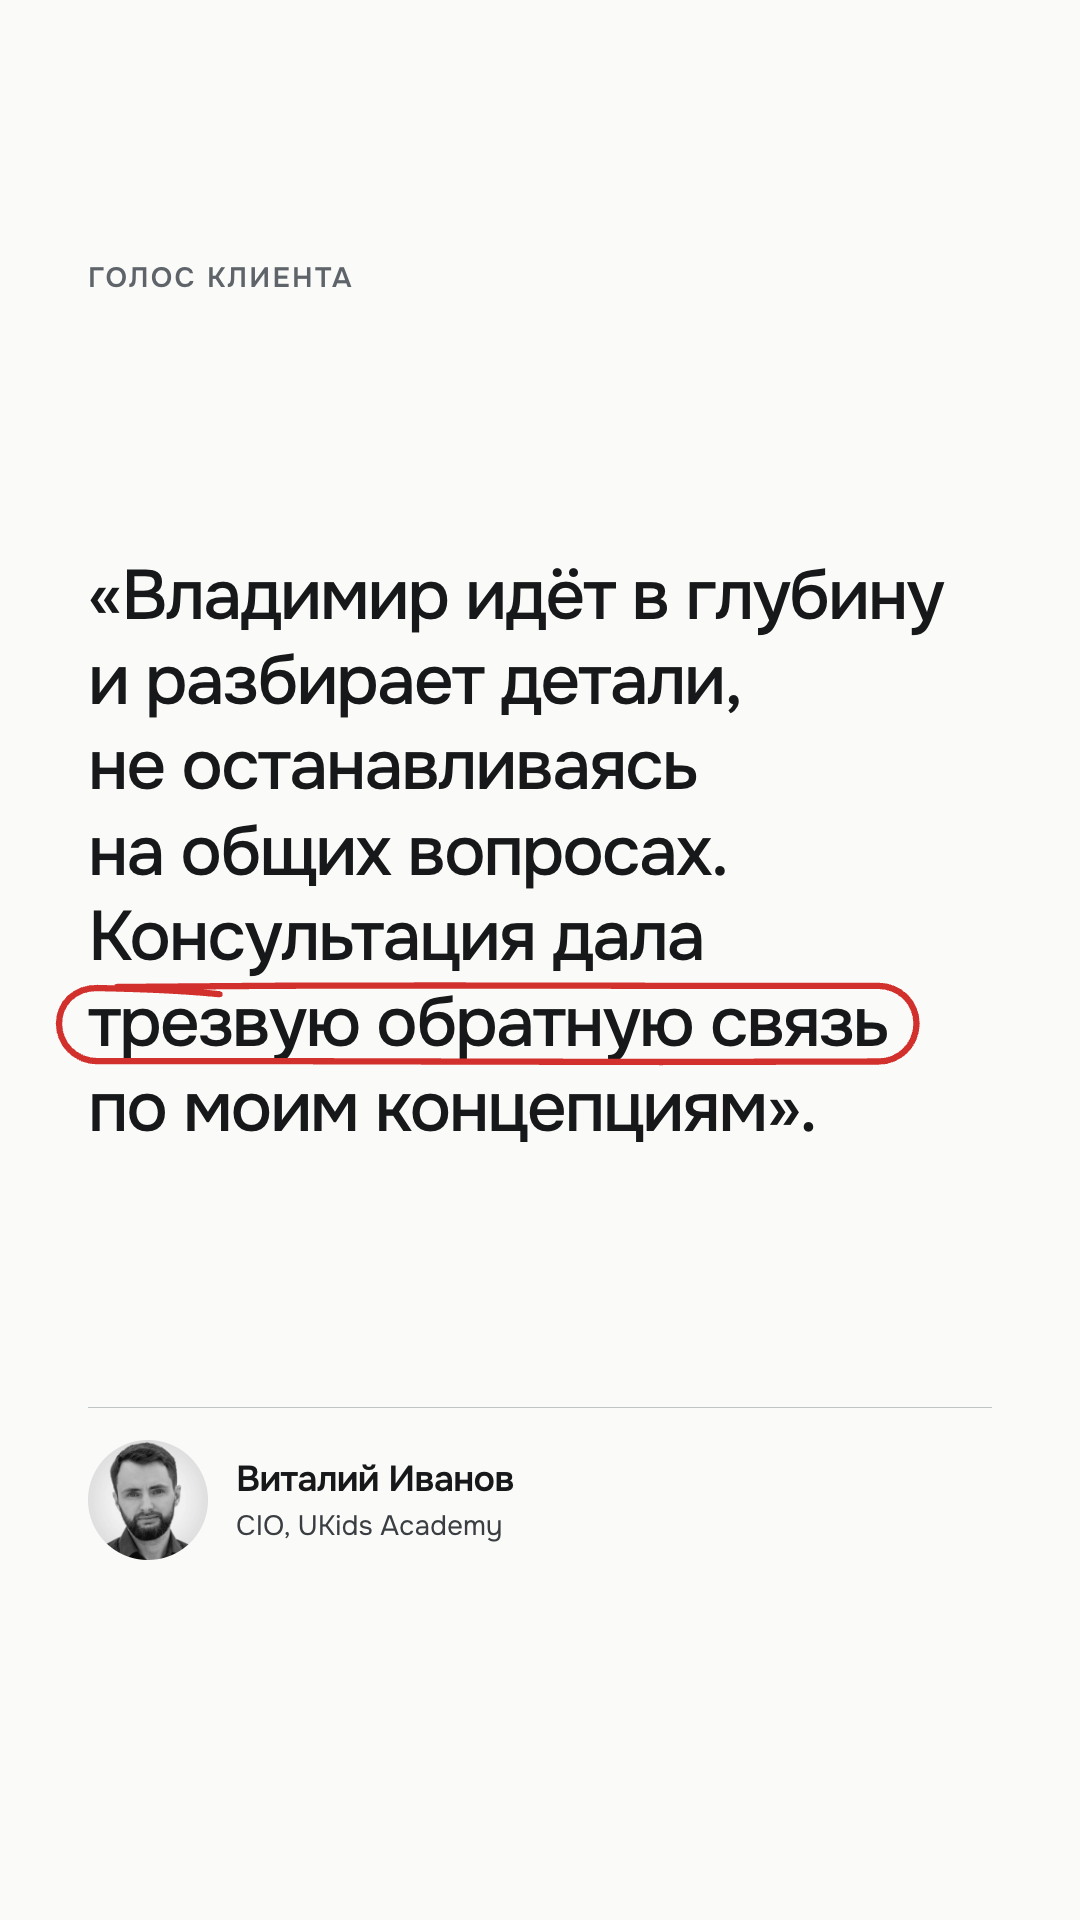 ГОЛОС КЛИЕНТА
«Владимир идёт в глубину
и разбирает детали,
не останавливаясь
на общих вопросах.
Консультация дала
трезвую обратную связь
по моим концепциям».
Виталий Иванов
CIO, UKids Academy